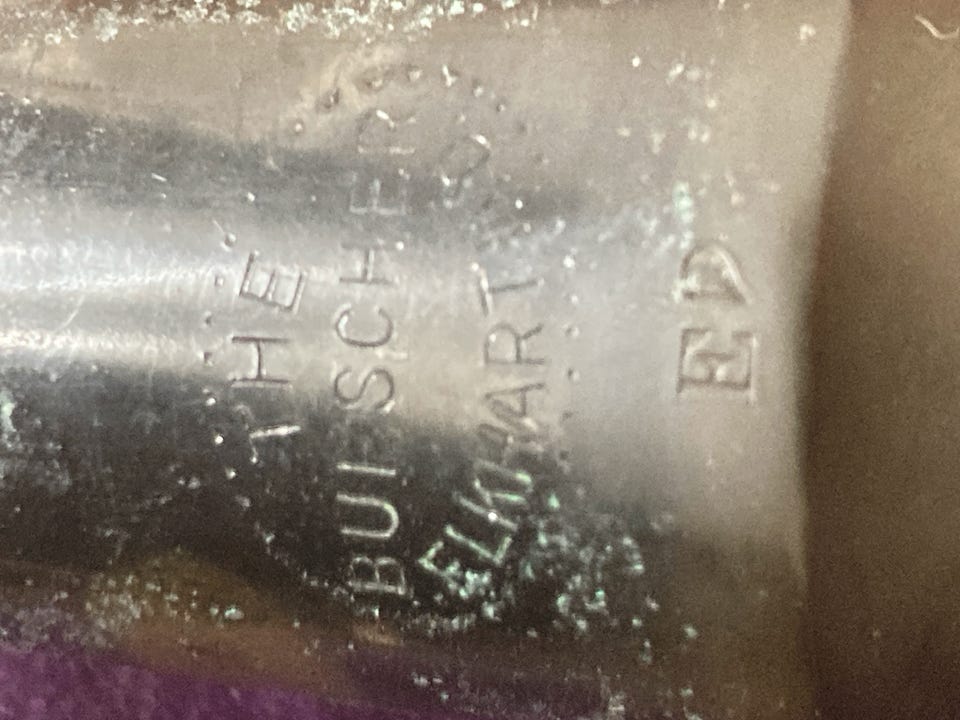 THE
BUESCHER
ELKHART
ED